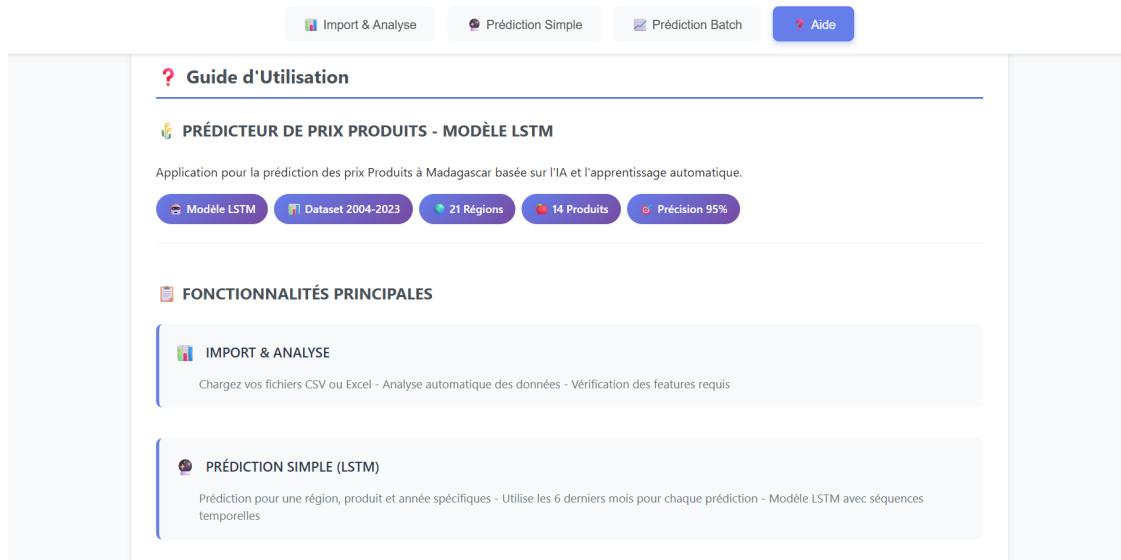 Import & Analyse
Prédiction Simple
Prédiction Batch
Aide
Guide d'Utilisation
PRÉDICTEUR DE PRIX PRODUITS - MODÈLE LSTM
Application pour la prédiction des prix Produits à Madagascar basée sur l'IA et l'apprentissage automatique.
Modèle LSTM
Dataset 2004-2023
21 Régions
14 Produits
Précision 95%
FONCTIONNALITÉS PRINCIPALES
IMPORT & ANALYSE
Chargez vos fichiers CSV ou Excel - Analyse automatique des données - Vérification des features requis
PRÉDICTION SIMPLE (LSTM)
Prédiction pour une région, produit et année spécifiques - Utilise les 6 derniers mois pour chaque prédiction - Modèle LSTM avec séquences
temporelles